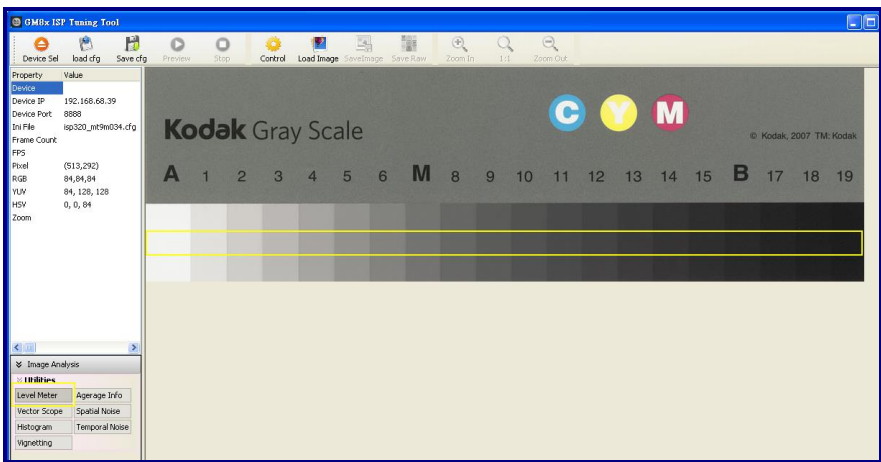 GM8x ISP Tuning Tool
Device Sel load cfg Save cfg Preview Stop Control Load Image SaveImage Save Raw Zoom In 1:1 Zoom Out
Property Value
Device
Device IP 192.168.68.39
Device Port 8888
Ini File isp320_mt9m034.cfg
Frame Count
FPS
Pixel (513,292)
RGB 84,84,84
YUV 84, 128, 128
HSV 0, 0, 84
Zoom
C Y M
Kodak Gray Scale
© Kodak, 2007 TM: Kodak
A 1 2 3 4 5 6 M 8 9 10 11 12 13 14 15 B 17 18 19
Image Analysis
Utilities
Level Meter Agerage Info
Vector Scope Spatial Noise
Histogram Temporal Noise
Vignetting